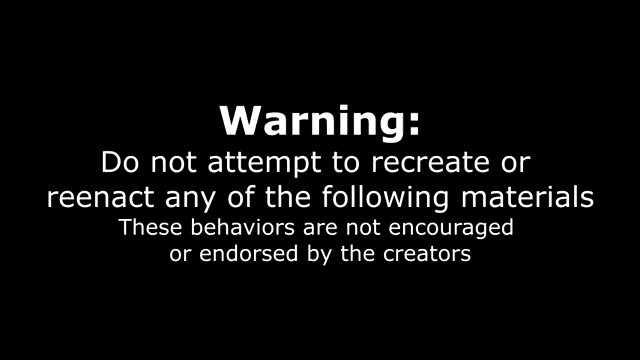 Warning:
Do not attempt to recreate or
reenact any of the following materials
These behaviors are not encouraged
or endorsed by the creators